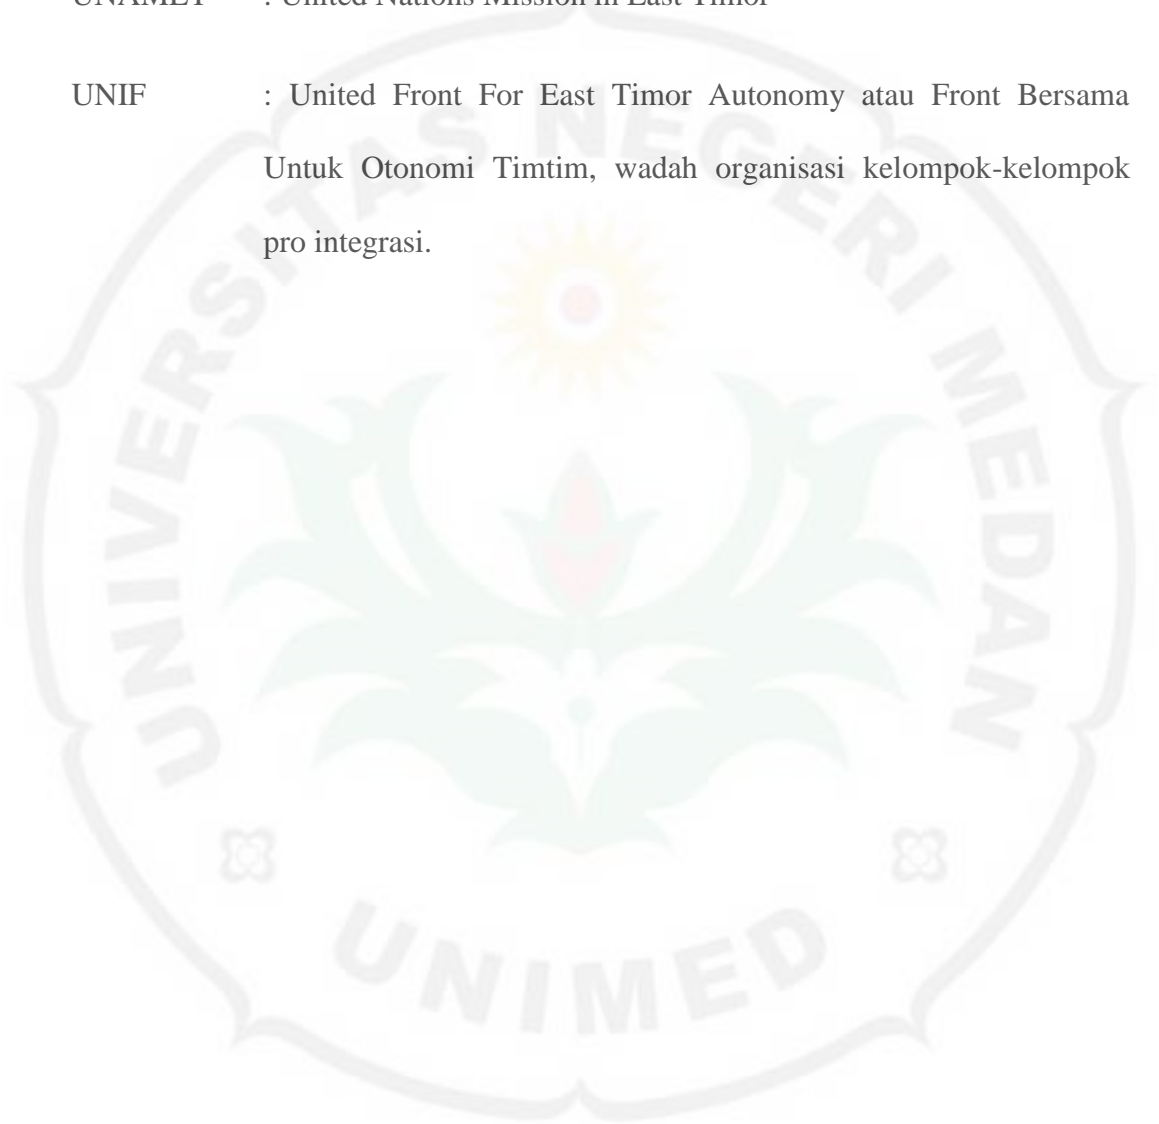 UNAMET : United Nations Mission in East Timor
UNIF : United Front For East Timor Autonomy atau Front Bersama
Untuk Otonomi Timtim, wadah organisasi kelompok-kelompok
pro integrasi.
UNIVERSITAS NEGERI MEDAN
UNIMED